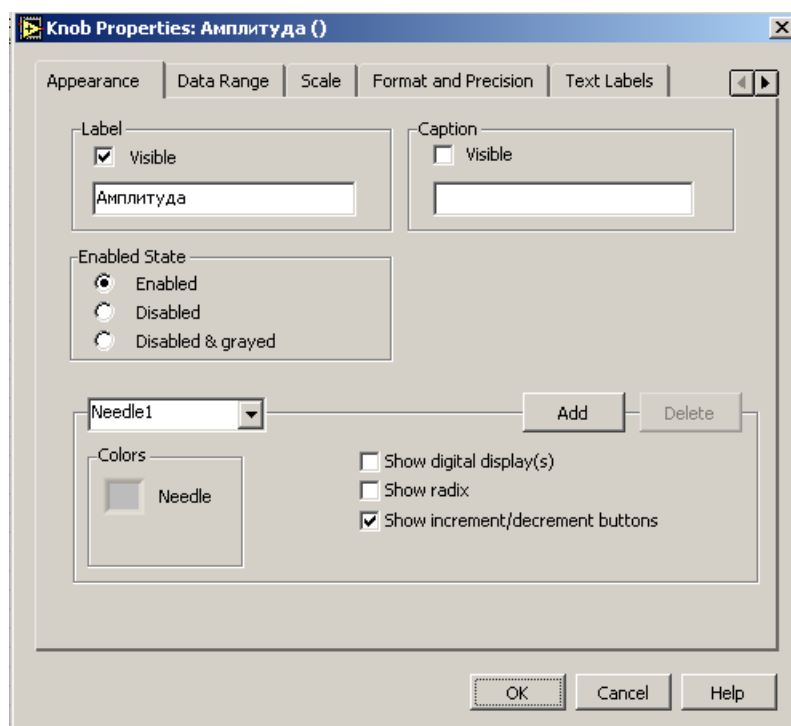 Knob Properties: Амплитуда ()
Appearance Data Range Scale Format and Precision Text Labels
Label
Visible
Амплитуда
Caption
Visible
Enabled State
Enabled
Disabled
Disabled & grayed
Needle1
Add Delete
Colors
Needle
Show digital display(s)
Show radix
Show increment/decrement buttons
OK Cancel Help